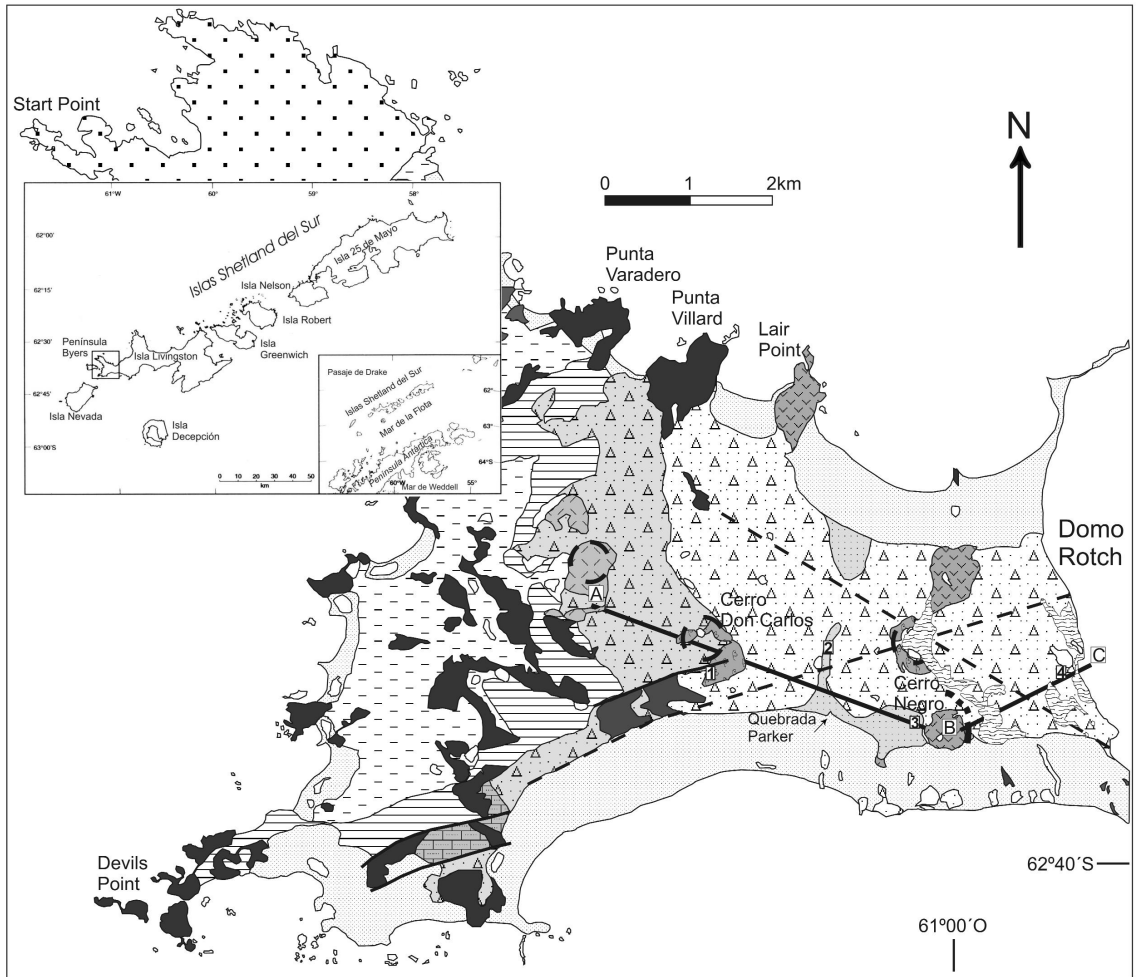 Start Point
N
0 1 2km
61°W 60° 59° 58°
62°00'
62°15'
62°30'
62°45'
63°00'S
Islas Shetland del Sur
Isla 25 de Mayo
Isla Nelson
Isla Robert
Isla
Greenwich
Península
Byers
Isla Livingston
Isla Nevada
Isla
Decepción
0 10 20 30 40 50
km
Pasaje de Drake
Islas Shetland del Sur
Mar de la Flota
Península Antártica
Mar de Weddell
62°
63°
64°S
60°W 55°
Punta
Varadero
Punta
Villard
Lair
Point
Domo
Rotch
A
Cerro
Don Carlos
1
2
Cerro
Negro
3
B
4
C
Quebrada
Parker
Devils
Point
62º40´S
61º00´O